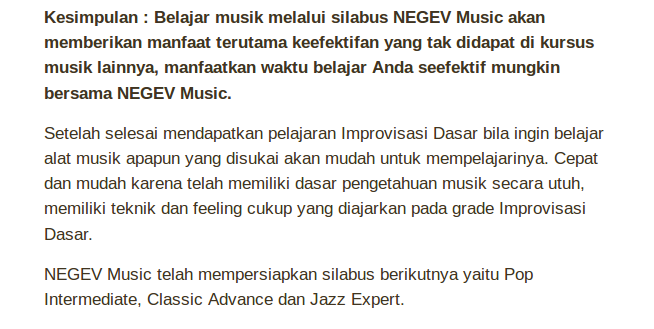 Kesimpulan : Belajar musik melalui silabus NEGEV Music akan
memberikan manfaat terutama keefektifan yang tak didapat di kursus
musik lainnya, manfaatkan waktu belajar Anda seefektif mungkin
bersama NEGEV Music.
Setelah selesai mendapatkan pelajaran Improvisasi Dasar bila ingin belajar
alat musik apapun yang disukai akan mudah untuk mempelajarinya. Cepat
dan mudah karena telah memiliki dasar pengetahuan musik secara utuh,
memiliki teknik dan feeling cukup yang diajarkan pada grade Improvisasi
Dasar.
NEGEV Music telah mempersiapkan silabus berikutnya yaitu Pop
Intermediate, Classic Advance dan Jazz Expert.